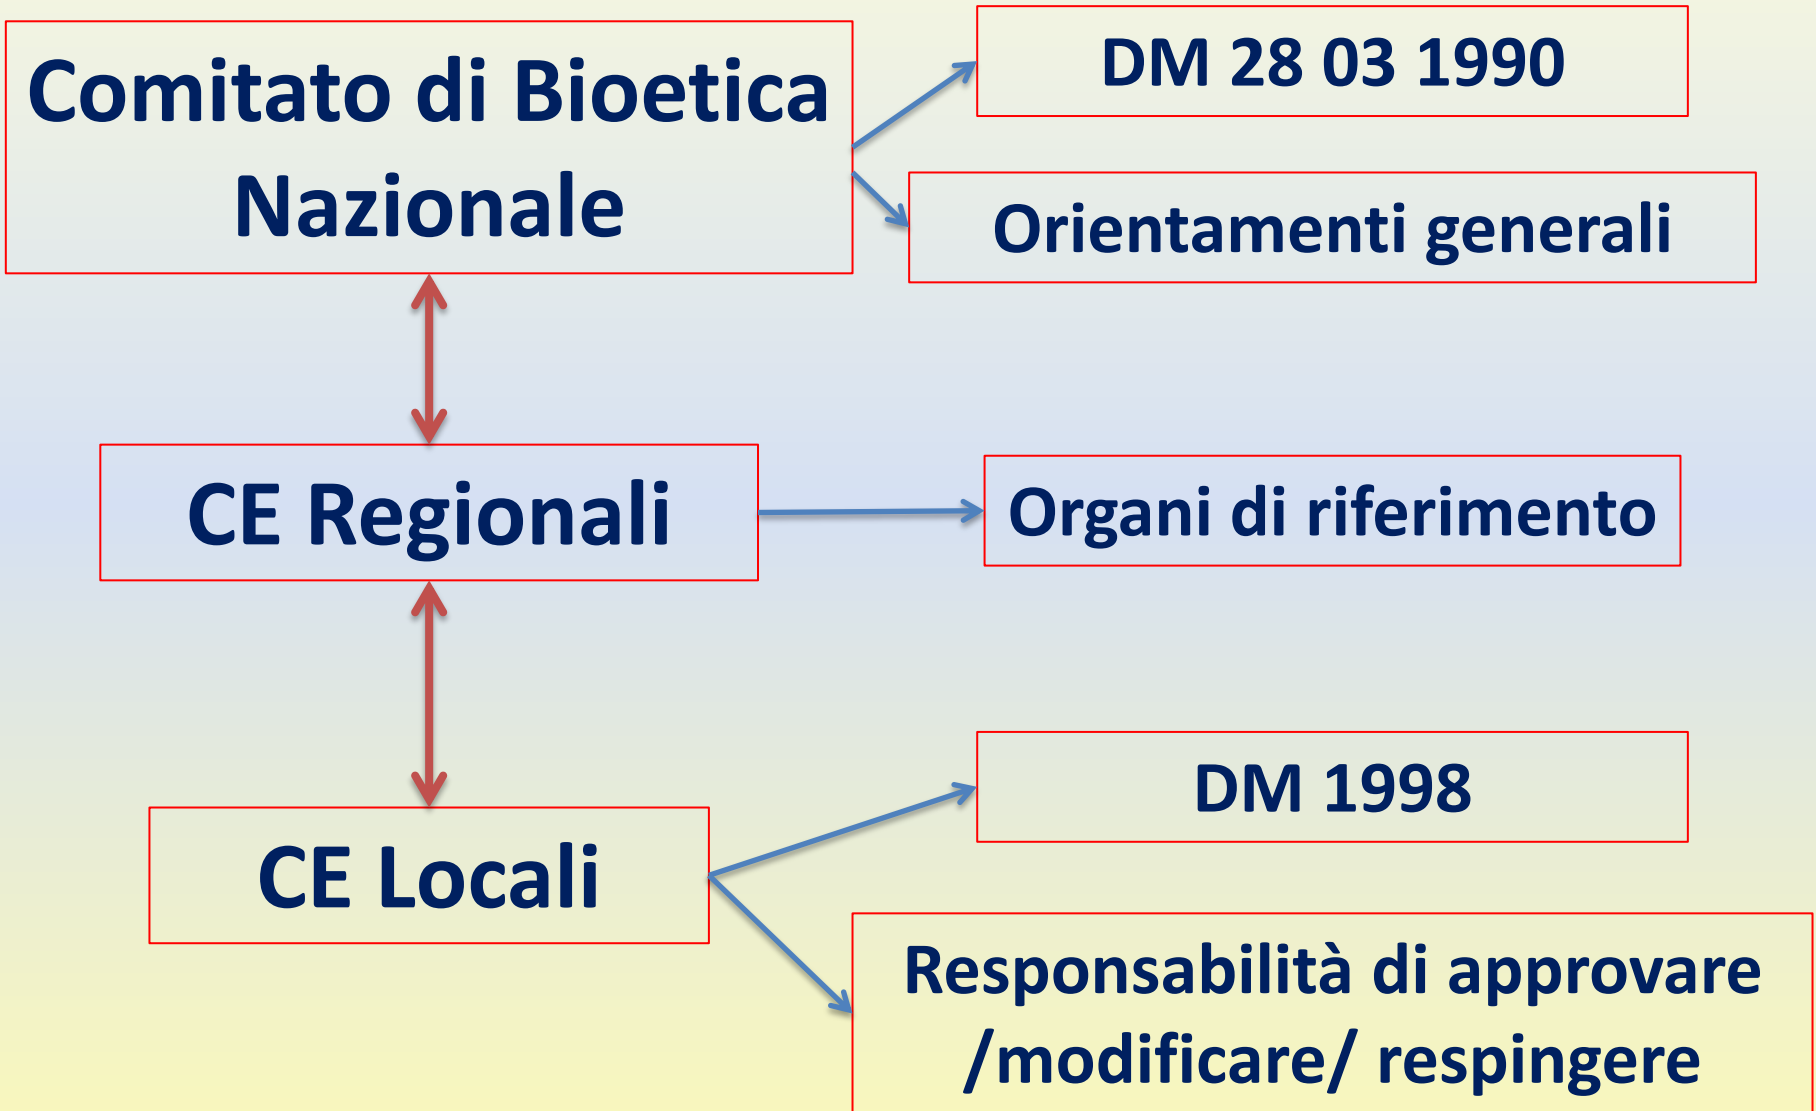 Comitato di Bioetica
Nazionale
DM 28 03 1990
Orientamenti generali
CE Regionali
Organi di riferimento
CE Locali
DM 1998
Responsabilità di approvare
/modificare/ respingere